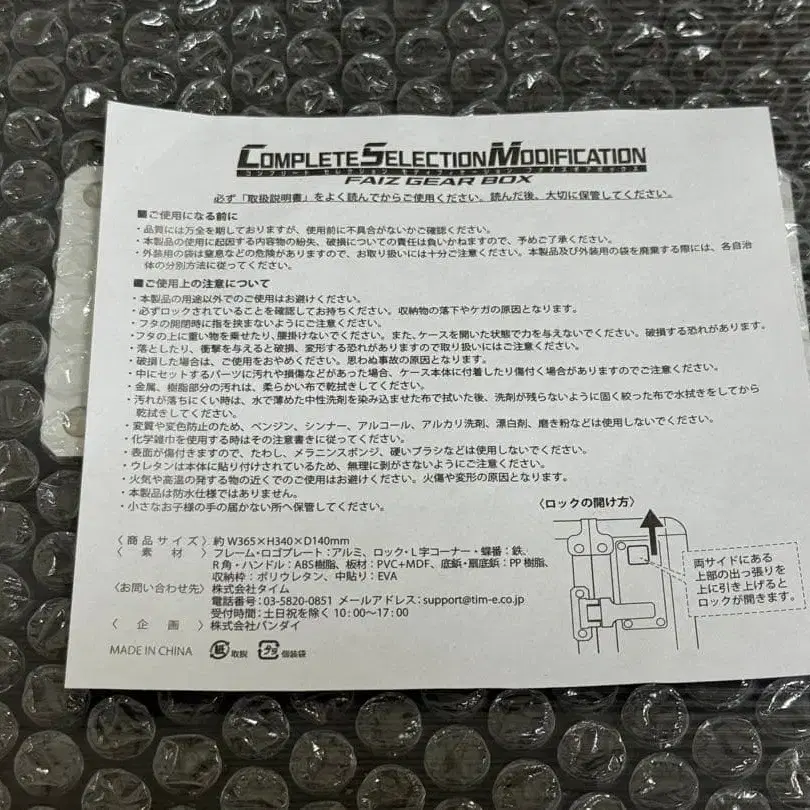 COMPLETE SELECTION MODIFICATION
コンプリート セレクション モディフィケーション ファイズギアボックス
FAIZ GEAR BOX
必ず「取扱説明書」をよく読んでからご使用ください。読んだ後、大切に保管してください。
■ご使用になる前に
・品質には万全を期しておりますが、使用前に不具合がないかご確認ください。
・本製品の使用に起因する内容物の紛失、破損についての責任は負いかねますので、予めご了承ください。
・外装用の袋は窒息などの危険がありますので、お取り扱いには十分ご注意ください。本製品及び外装用の袋を廃棄する際には、各自治
体の分別方法に従ってください。
■ご使用上の注意について
・本製品の用途以外でのご使用はお避けください。
・必ずロックされていることを確認してお持ちください。収納物の落下やケガの原因となります。
・フタの開閉時に指を挟まないようにご注意ください。
・フタの上に重い物を乗せたり、腰掛けないでください。また、ケースを開いた状態で力を与えないでください。破損する恐れがあります。
・落としたり、衝撃を与えると破損、変形する恐れがありますので取り扱いにはご注意ください。
・破損した場合は、ご使用をおやめください。思わぬ事故の原因となります。
・中にセットするパーツに汚れや損傷などがあった場合、ケース本体に付着したり傷付く場合がありますのでご注意ください。
・金属、樹脂部分の汚れは、柔らかい布で乾拭きしてください。
・汚れが落ちにくい時は、水で薄めた中性洗剤を染み込ませた布で拭いた後、洗剤が残らないように固く絞った布で水拭きをしてから
乾拭きしてください。
・変質や変色防止のため、ベンジン、シンナー、アルコール、アルカリ洗剤、漂白剤、磨き粉などは使用しないでください。
・化学雑巾を使用する時はその注意書きに従ってください。
・表面が傷付きますので、たわし、メラニンスポンジ、硬いブラシなどは使用しないでください。
・ウレタンは本体に貼り付けされているため、無理に剥がさないようにご注意ください。
・火気や高温の発する物の近くでのご使用はお避けください。火傷や変形の原因となります。
・本製品は防水仕様ではありません。
・小さなお子様の手の届かない所へ保管してください。
〈ロックの開け方〉
両サイドにある
上部の出っ張りを
上に引き上げると
ロックが開きます。
〈商品サイズ〉約 W365×H340×D140mm
〈素材〉フレーム・ロゴプレート：アルミ、ロック・L字コーナー・蝶番：鉄、
R角・ハンドル：ABS樹脂、板材：PVC+MDF、底鋲・扇底鋲：PP 樹脂、
収納枠：ポリウレタン、中貼り：EVA
〈お問い合わせ先〉株式会社タイム
電話番号：03-5820-0851 メールアドレス：support@tim-e.co.jp
受付時間：土日祝を除く 10：00～17：00
〈企画〉株式会社バンダイ
MADE IN CHINA 紙 取説 プラ 個装袋